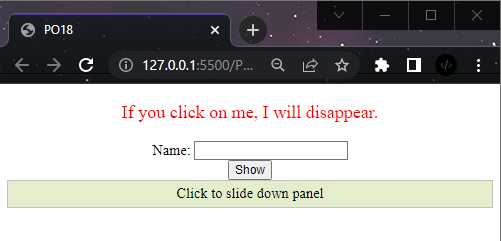 PO18
127.0.0.1:5500/P...
If you click on me, I will disappear.
Name:
Show
Click to slide down panel